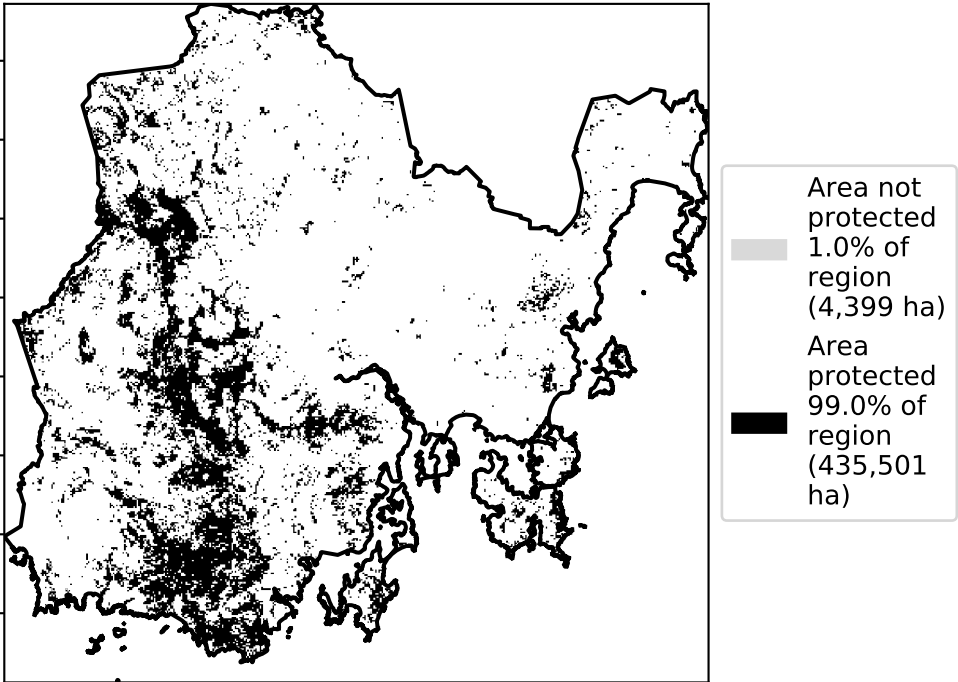 Area not
protected
1.0% of
region
(4,399 ha)
Area
protected
99.0% of
region
(435,501
ha)